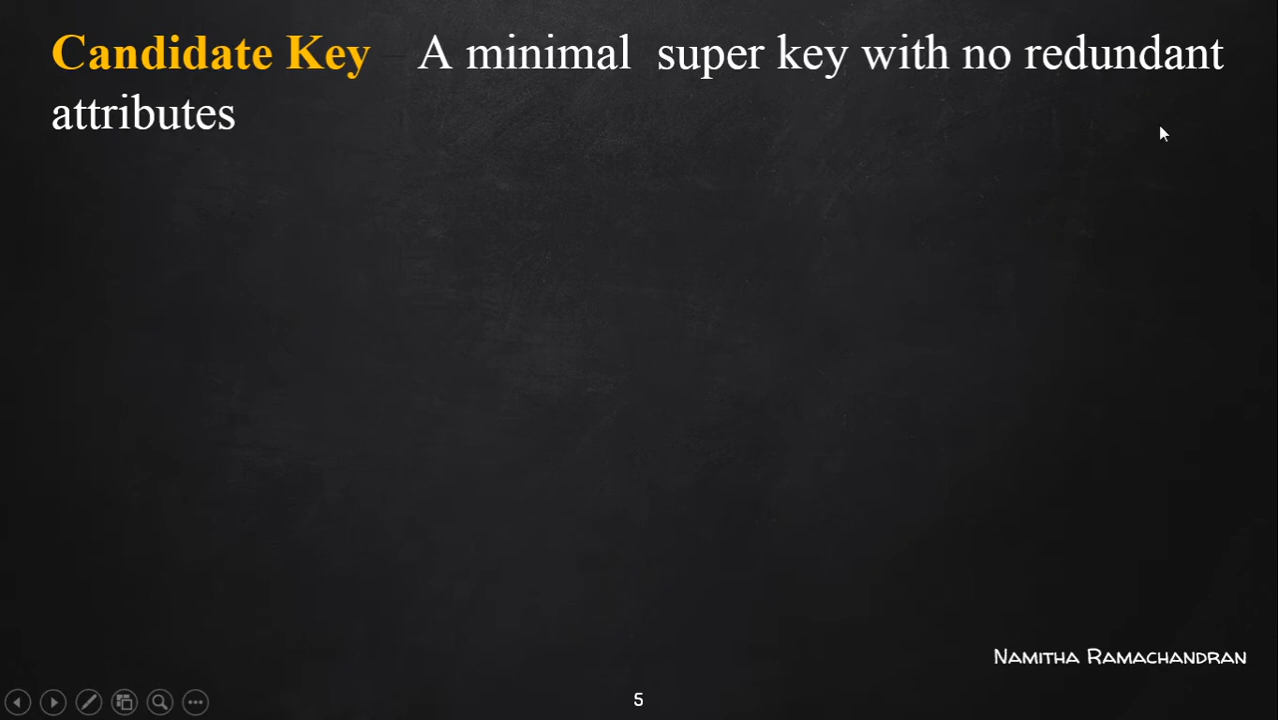 Candidate Key – A minimal super key with no redundant
attributes
Namitha Ramachandran
5